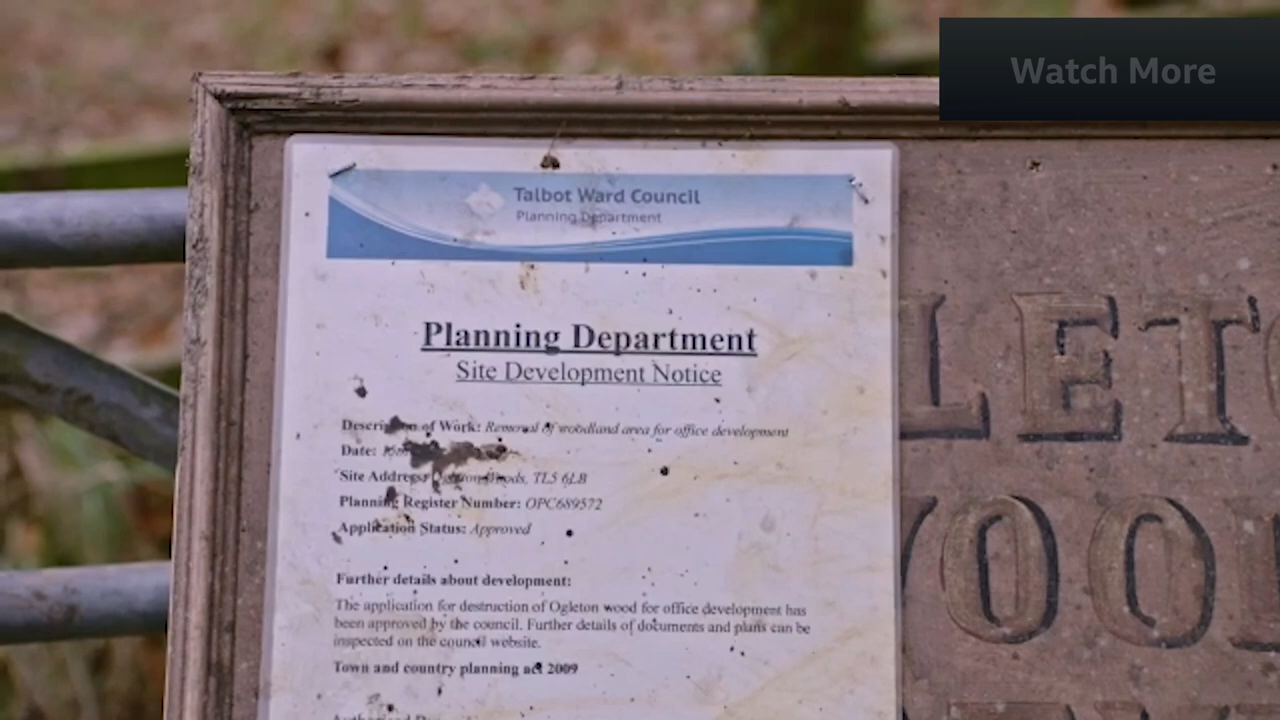 Watch More
Talbot Ward Council
Planning Department
Planning Department
Site Development Notice
Description of Work: Removal of woodland area for office development
Date:
Site Address: Woods, TL5 6LB
Planning Register Number: OPC689572
Application Status: Approved
Further details about development:
The application for destruction of Ogleton wood for office development has
been approved by the council. Further details of documents and plans can be
inspected on the council website.
Town and country planning act 2009